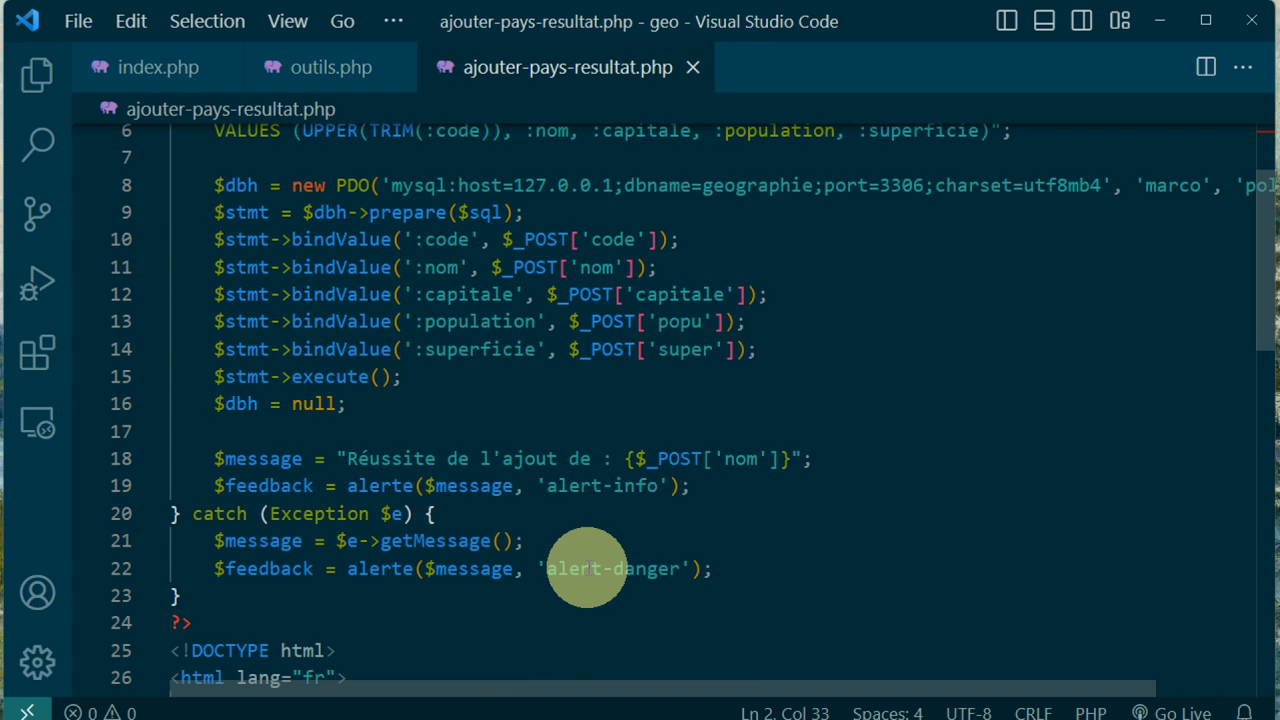 File Edit Selection View Go ··· ajouter-pays-resultat.php - geo - Visual Studio Code
index.php outils.php ajouter-pays-resultat.php
ajouter-pays-resultat.php
6 VALUES (UPPER(TRIM(:code)), :nom, :capitale, :population, :superficie)";
7
8 $dbh = new PDO('mysql:host=127.0.0.1;dbname=geographie;port=3306;charset=utf8mb4', 'marco', 'pol
9 $stmt = $dbh->prepare($sql);
10 $stmt->bindValue(':code', $_POST['code']);
11 $stmt->bindValue(':nom', $_POST['nom']);
12 $stmt->bindValue(':capitale', $_POST['capitale']);
13 $stmt->bindValue(':population', $_POST['popu']);
14 $stmt->bindValue(':superficie', $_POST['super']);
15 $stmt->execute();
16 $dbh = null;
17
18 $message = "Réussite de l'ajout de : {$_POST['nom']}";
19 $feedback = alerte($message, 'alert-info');
20 } catch (Exception $e) {
21 $message = $e->getMessage();
22 $feedback = alerte($message, 'alert-danger');
23 }
24 ?>
25 <!DOCTYPE html>
26 <html lang="fr">
0 0 Ln 2, Col 33 Spaces: 4 UTF-8 CRLF PHP Go Live